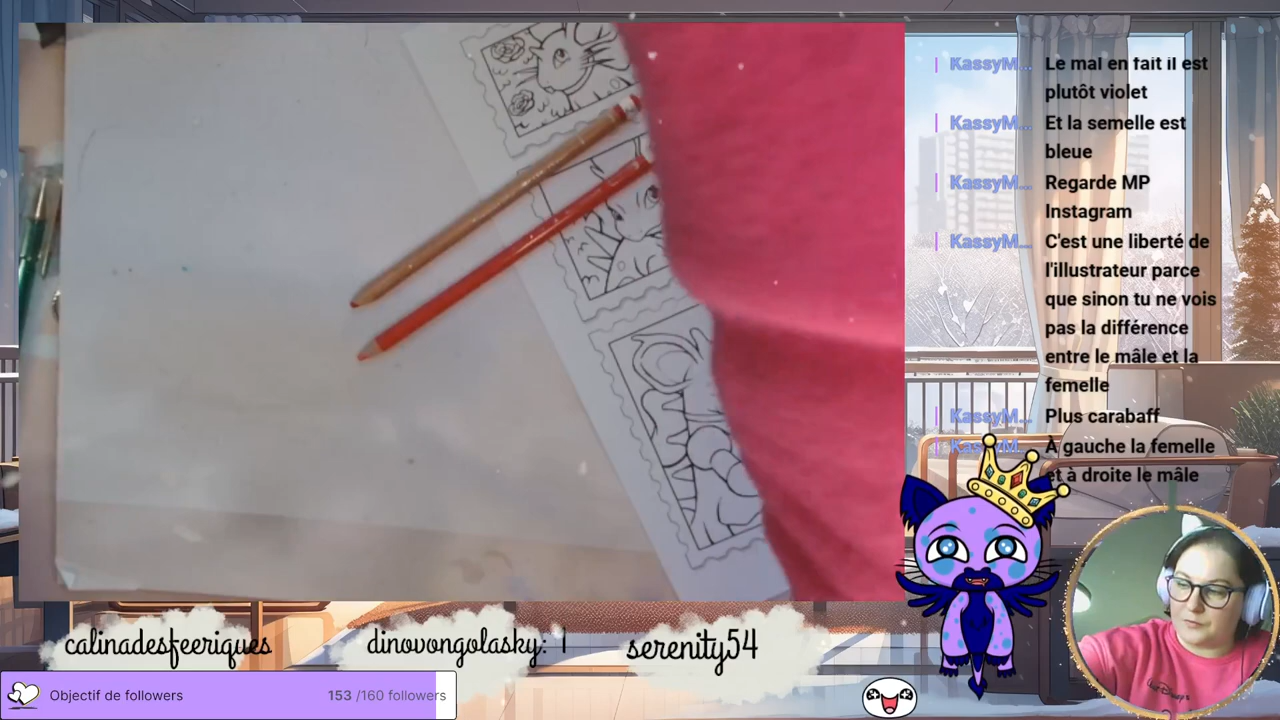 KassyM... Le mal en fait il est
plutôt violet
KassyM... Et la semelle est
bleue
KassyM... Regarde MP
Instagram
KassyM... C'est une liberté de
l'illustrateur parce
que sinon tu ne vois
pas la différence
entre le mâle et la
femelle
KassyM... Plus carabaff
KassyM... À gauche la femelle
et à droite le mâle
calinadesfeeriques
dinovongolasky: 1
serenity54
Objectif de followers 153 /160 followers